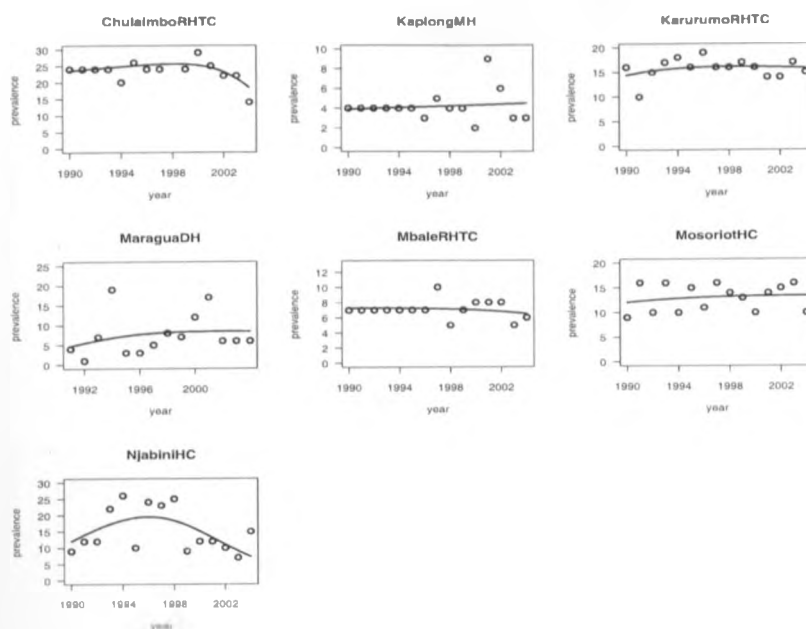 ChulaImboRHTC
prevalence
30
25
20
15
10
5
0
1990 1994 1998 2002
year
KaplongMH
prevalence
10
8
6
4
2
0
1990 1994 1998 2002
year
KarurumoRHTC
prevalence
20
15
10
5
0
1990 1994 1998 2002
year
MaraguaDH
prevalence
25
20
15
10
5
0
1992 1996 2000
year
MbaleRHTC
prevalence
12
10
8
6
4
2
0
1990 1994 1998 2002
year
MosoriotHC
prevalence
20
15
10
5
0
1990 1994 1998 2002
year
NjabiniHC
prevalence
30
25
20
15
10
5
0
1990 1994 1998 2002
year